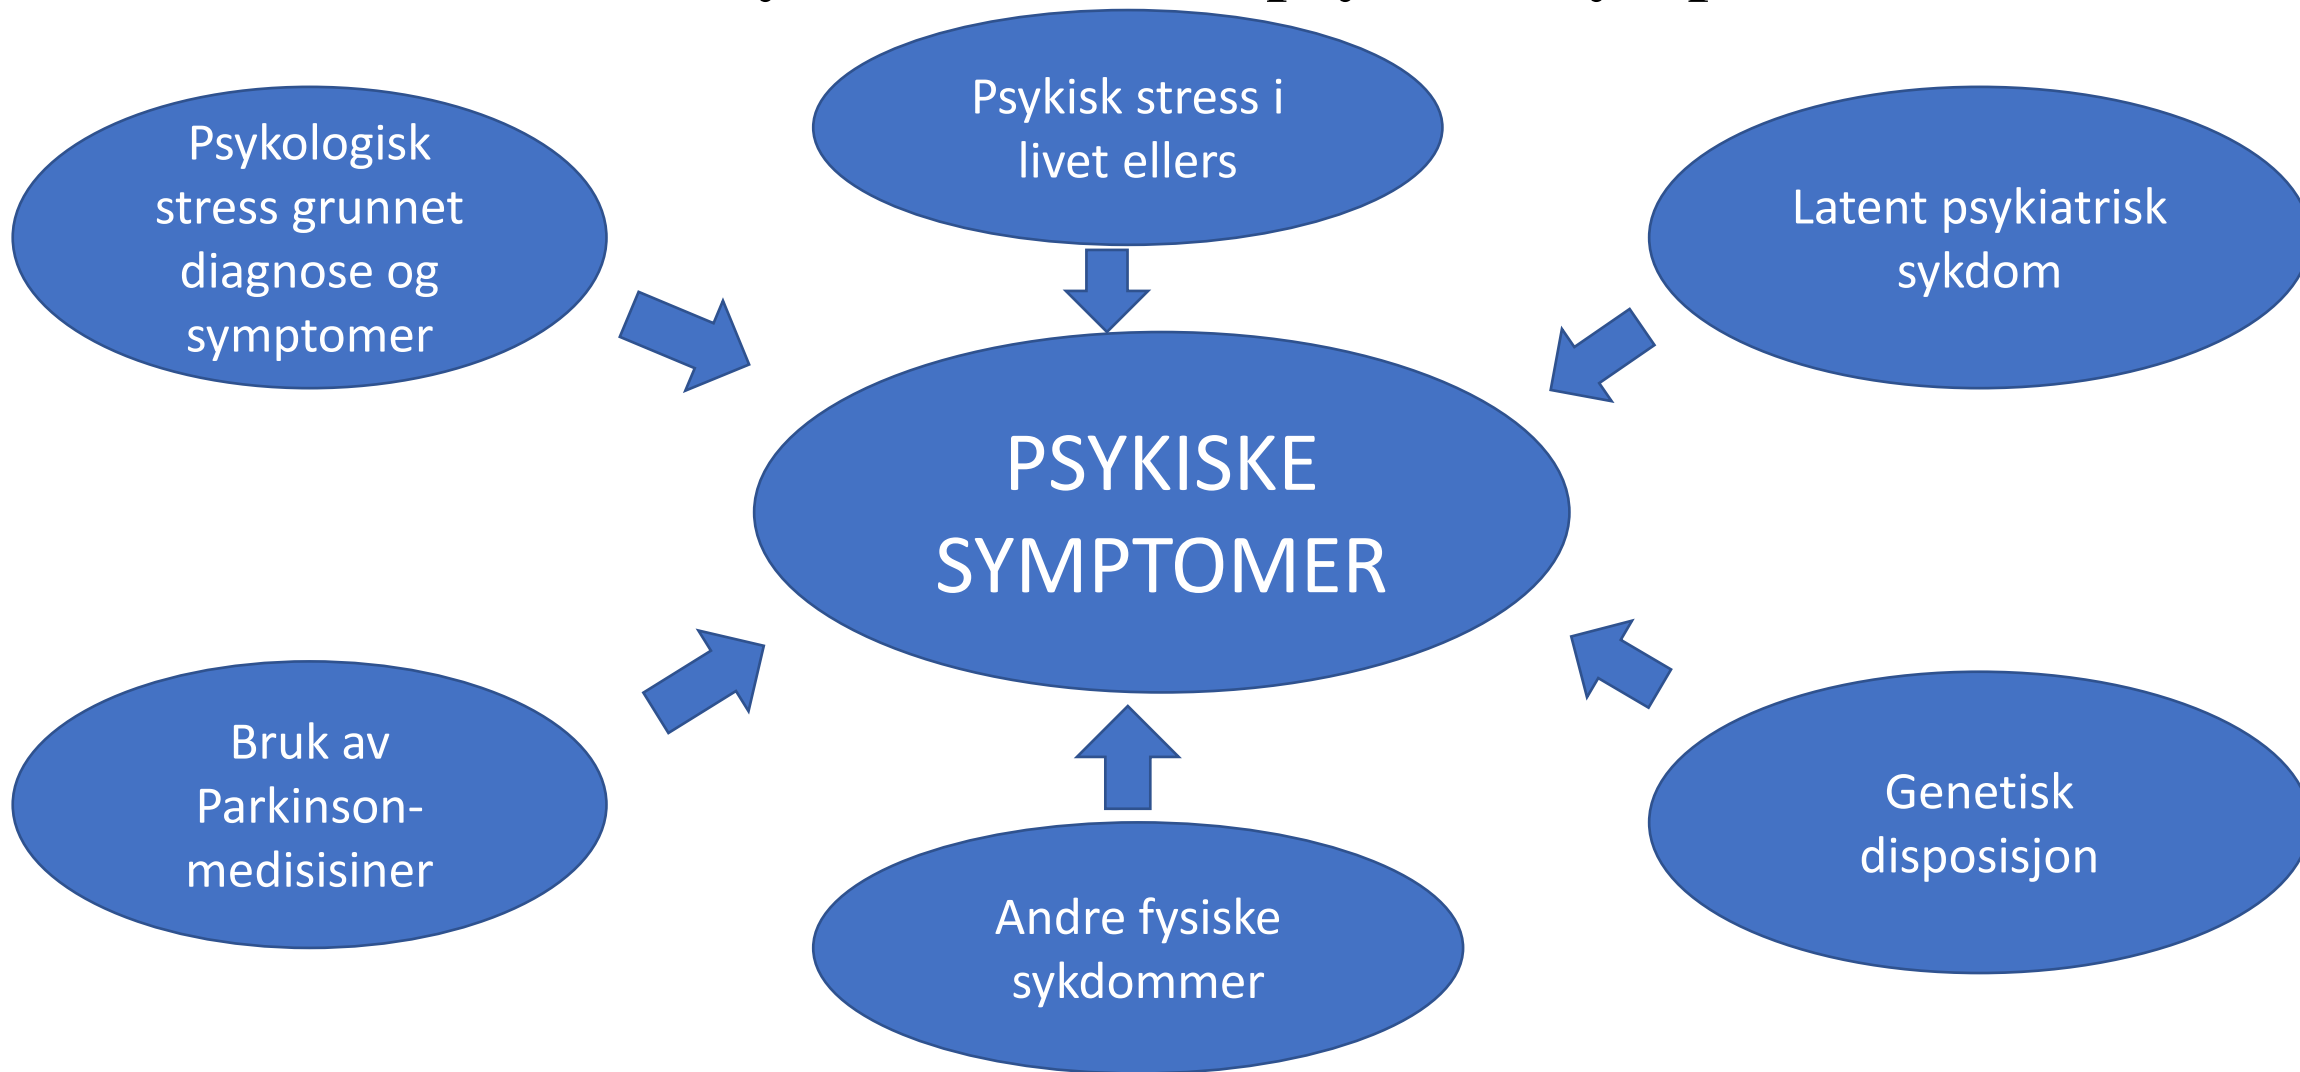 Psykisk stress i
livet ellers
Psykologisk
stress grunnet
diagnose og
symptomer
Latent psykiatrisk
sykdom
PSYKISKE
SYMPTOMER
Bruk av
Parkinson-
medisisiner
Andre fysiske
sykdommer
Genetisk
disposisjon